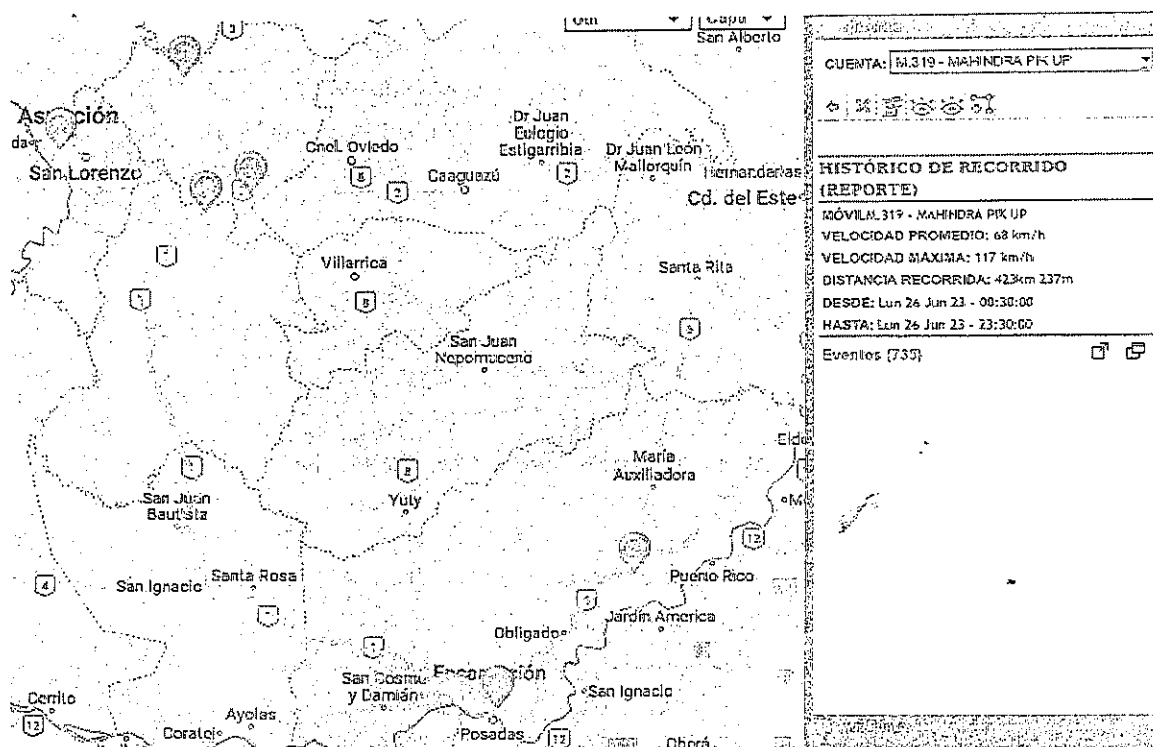 San Alberto
Asunción
San Lorenzo
Cnel. Oviedo
Caaguazú
Dr Juan
Eulogio
Estigarribia
Dr Juan León
Mallorquín
Hernandarias
Cd. del Este
Villarrica
Santa Rita
San Juan
Nepomuceno
María
Auxiliadora
San Juan
Bautista
Yuty
San Ignacio
Santa Rosa
Puerto Rico
Jardín América
Obligado
Encarnación
San Cosme
y Damián
San Ignacio
Cerrito
Ayolas
Posadas
Oberá
CUENTA: M.319 - MAHINDRA PIK UP
HISTÓRICO DE RECORRIDO
(REPORTE)
MÓVIL:M.319 - MAHINDRA PIK UP
VELOCIDAD PROMEDIO: 68 km/h
VELOCIDAD MÁXIMA: 117 km/h
DISTANCIA RECORRIDA: 423km 237m
DESDE: Lun 26 Jun 23 - 00:30:00
HASTA: Lun 26 Jun 23 - 23:30:00
Eventos (735)